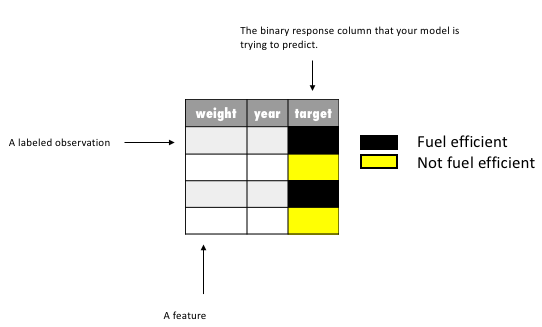 The binary response column that your model is
trying to predict.
weight year target
A labeled observation
Fuel efficient
Not fuel efficient
A feature